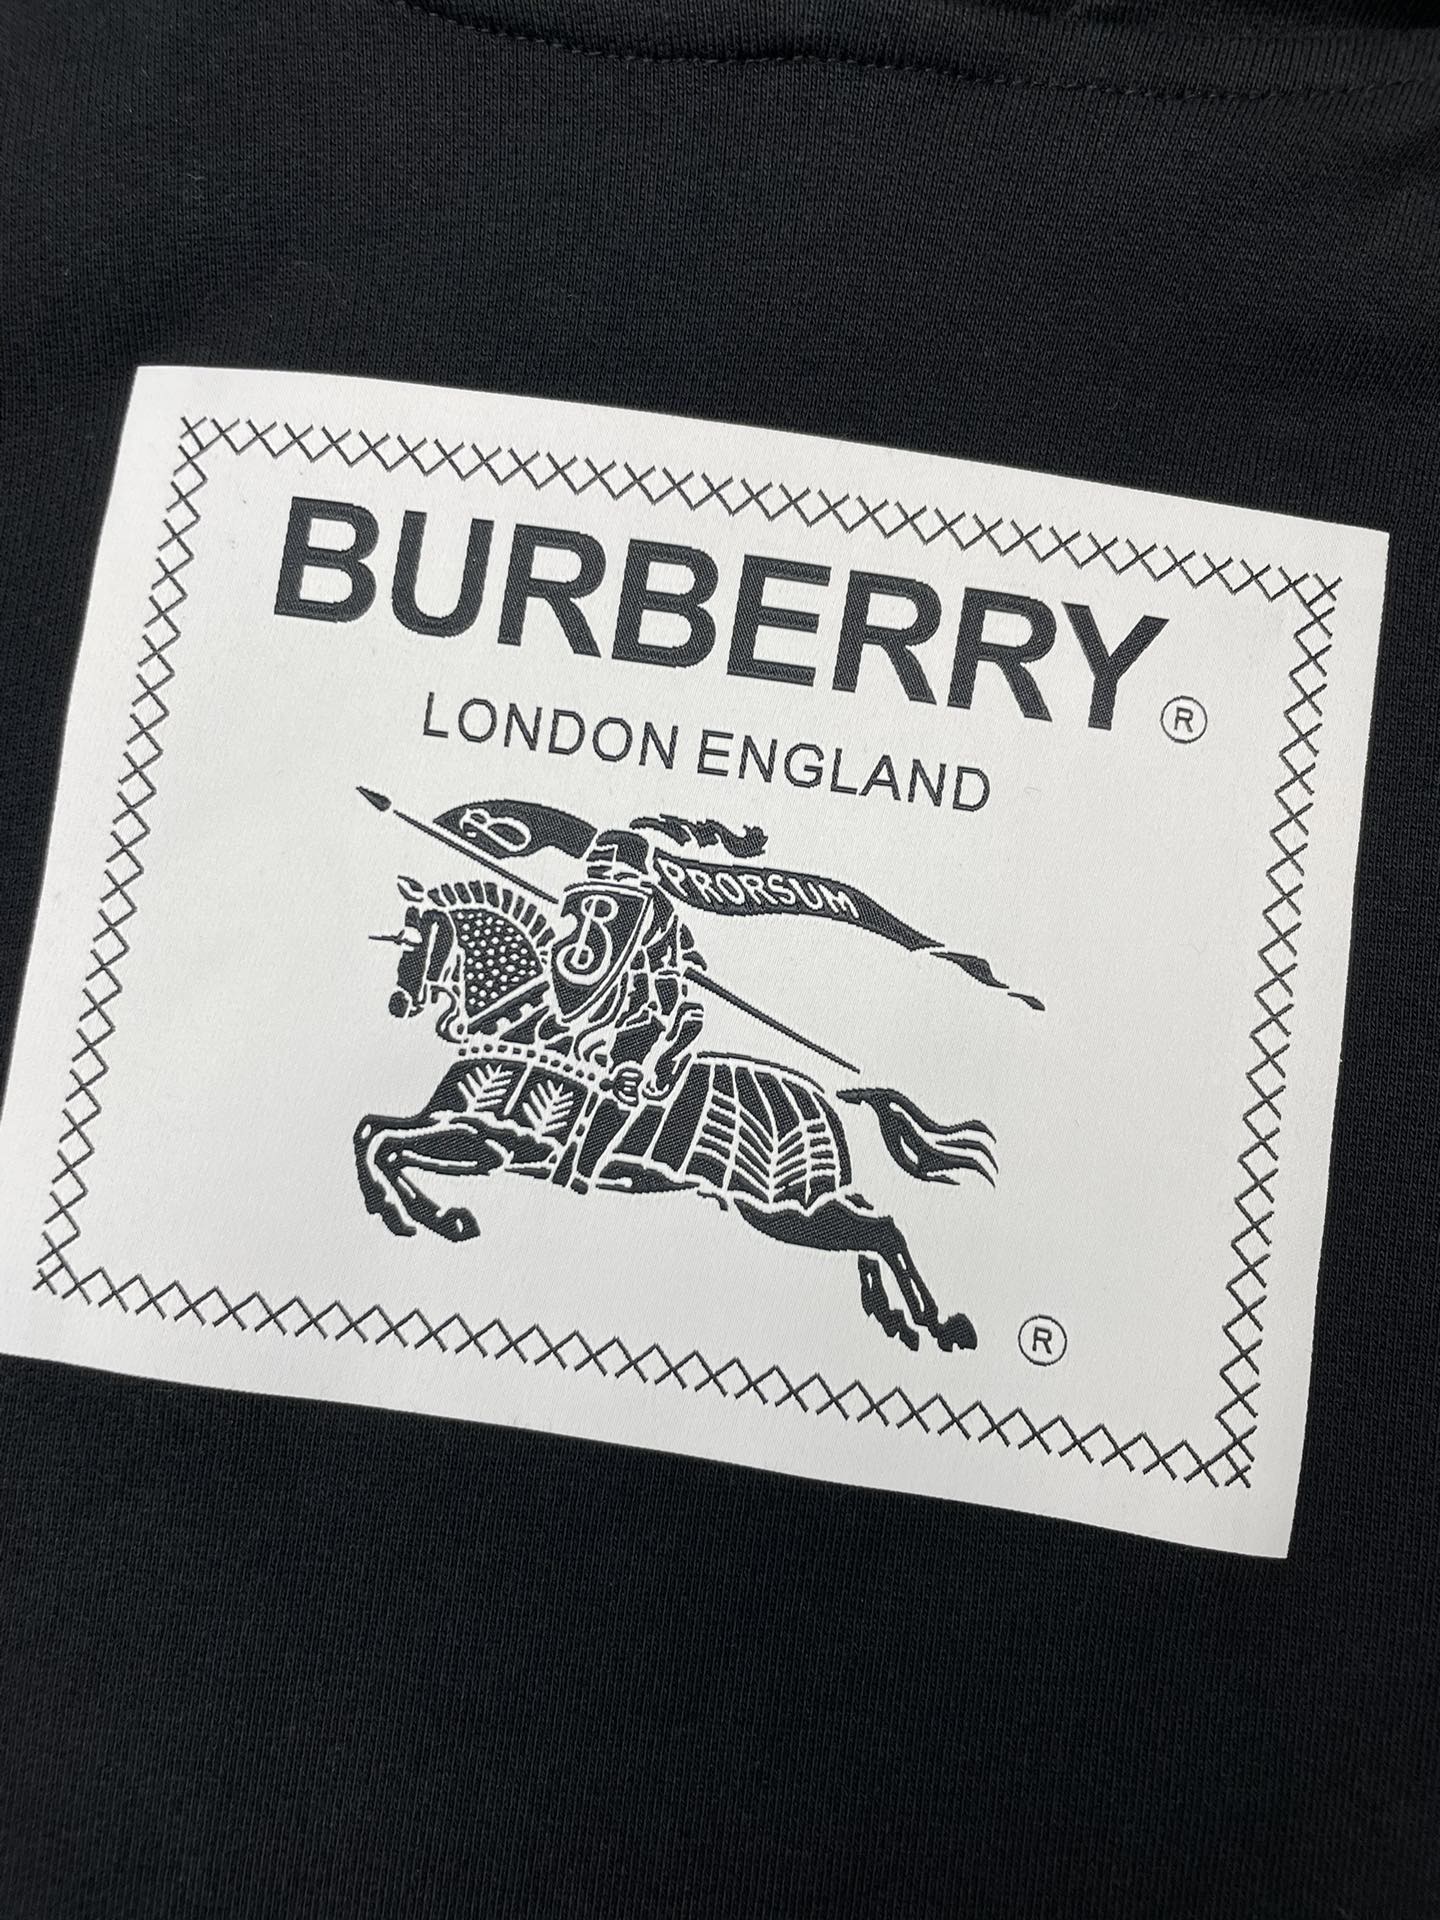 BURBERRY®
LONDON ENGLAND
B
PRORSUM
B
®